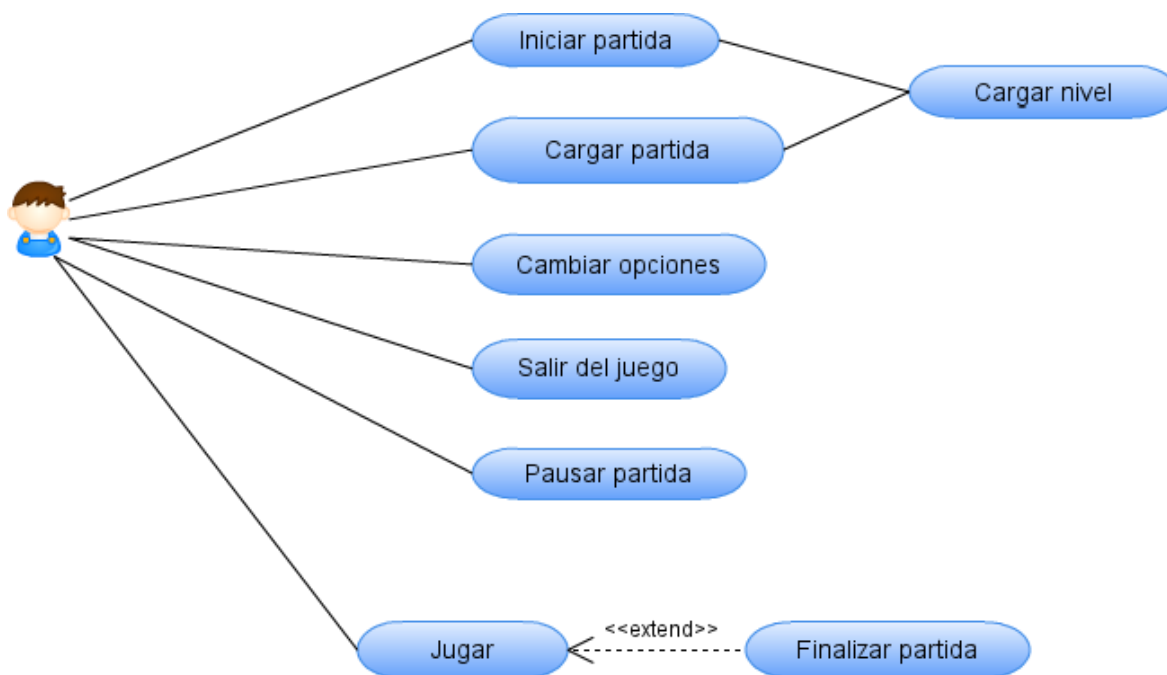 Iniciar partida
Cargar nivel
Cargar partida
Cambiar opciones
Salir del juego
Pausar partida
<<extend>>
Jugar
Finalizar partida